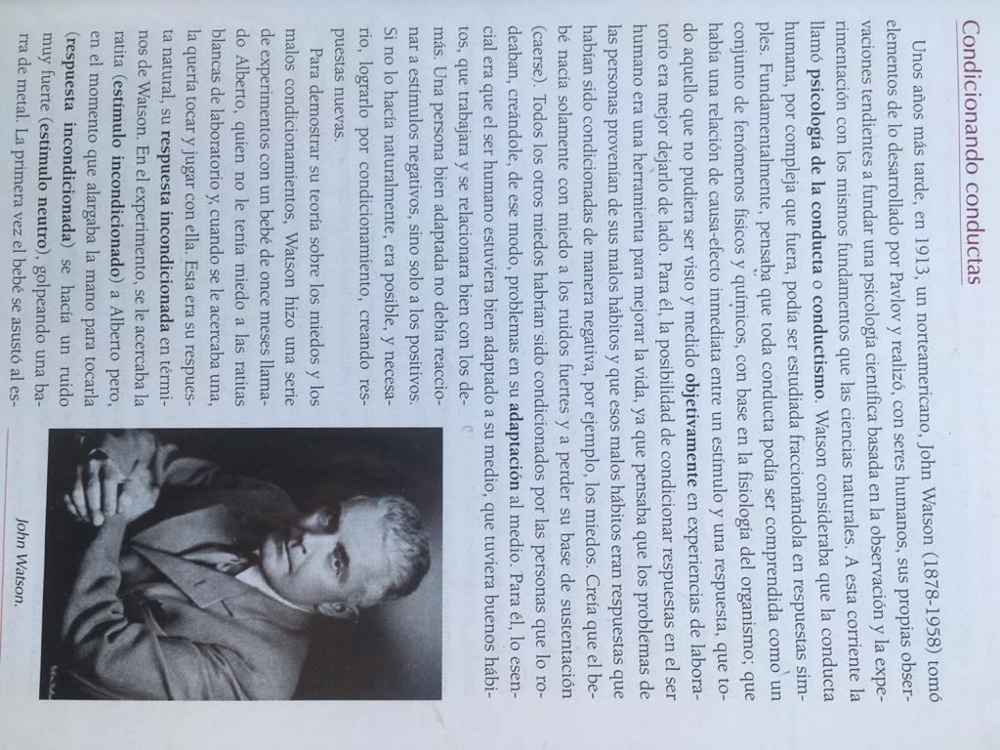 Condicionando conductas
Unos años más tarde, en 1913, un norteamericano, John Watson (1878-1958) tomó
elementos de lo desarrollado por Pavlov y realizó, con seres humanos, sus propias obser-
vaciones tendientes a fundar una psicología científica basada en la observación y la expe-
rimentación con los mismos fundamentos que las ciencias naturales. A esta corriente la
llamó psicología de la conducta o conductismo. Watson consideraba que la conducta
humana, por compleja que fuera, podía ser estudiada fraccionándola en respuestas sim-
ples. Fundamentalmente, pensaba que toda conducta podía ser comprendida como un
conjunto de fenómenos físicos y químicos, con base en la fisiología del organismo; que
había una relación de causa-efecto inmediata entre un estímulo y una respuesta, que to-
do aquello que no pudiera ser visto y medido objetivamente en experiencias de labora-
torio era mejor dejarlo de lado. Para él, la posibilidad de condicionar respuestas en el ser
humano era una herramienta para mejorar la vida, ya que pensaba que los problemas de
las personas provenían de sus malos hábitos y que esos malos hábitos eran respuestas que
habían sido condicionadas de manera negativa, por ejemplo, los miedos. Creía que el be-
bé nacía solamente con miedo a los ruidos fuertes y a perder su base de sustentación
(caerse). Todos los otros miedos habrían sido condicionados por las personas que lo ro-
deaban, creándole, de ese modo, problemas en su adaptación al medio. Para él, lo esen-
cial era que el ser humano estuviera bien adaptado a su medio, que tuviera buenos hábi-
tos, que trabajara y se relacionara bien con los de-
más. Una persona bien adaptada no debía reaccio-
nar a estímulos negativos, sino solo a los positivos.
Si no lo hacía naturalmente, era posible, y necesa-
rio, lograrlo por condicionamiento, creando res-
puestas nuevas.
Para demostrar su teoría sobre los miedos y los
malos condicionamientos, Watson hizo una serie
de experimentos con un bebé de once meses llama-
do Alberto, quien no le tenía miedo a las ratitas
blancas de laboratorio y, cuando se le acercaba una,
la quería tocar y jugar con ella. Esta era su respues-
ta natural, su respuesta incondicionada en térmi-
nos de Watson. En el experimento, se le acercaba la
ratita (estímulo incondicionado) a Alberto pero,
en el momento que alargaba la mano para tocarla
(respuesta incondicionada) se hacía un ruido
muy fuerte (estímulo neutro), golpeando una ba-
rra de metal. La primera vez el bebé se asustó al es-
John Watson.